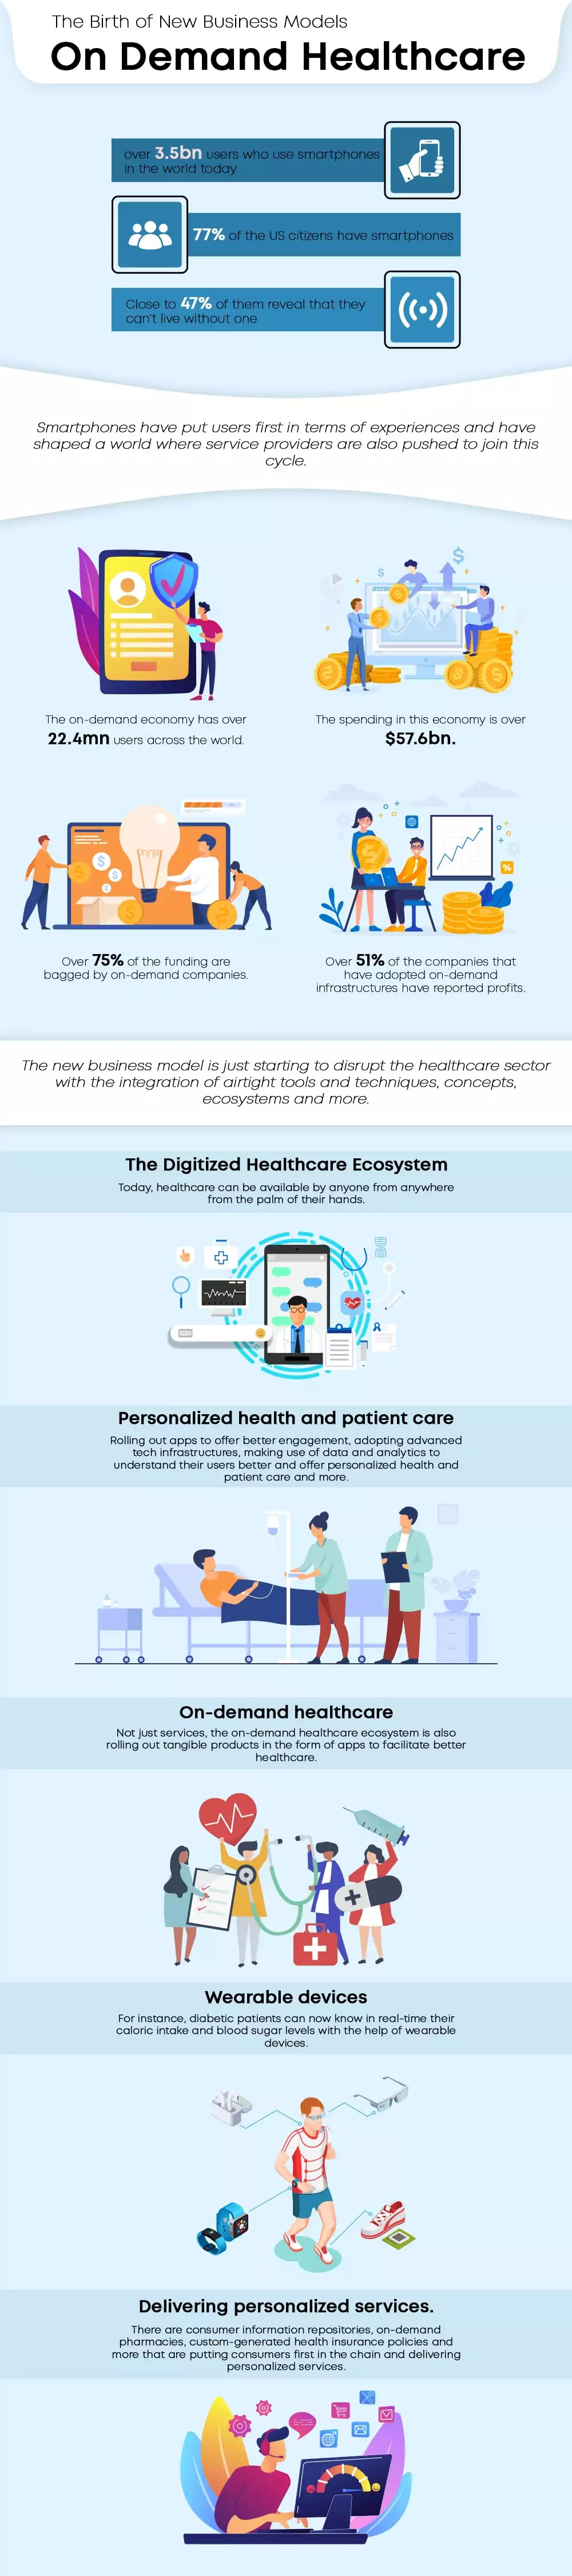 The Birth of New Business Models
On Demand Healthcare
over 3.5bn users who use smartphones
in the world today
77% of the US citizens have smartphones
Close to 47% of them reveal that they
can't live without one
Smartphones have put users first in terms of experiences and have
shaped a world where service providers are also pushed to join this
cycle.
The on-demand economy has over
22.4mn users across the world.
The spending in this economy is over
$57.6bn.
Over 75% of the funding are
bagged by on-demand companies.
Over 51% of the companies that
have adopted on-demand
infrastructures have reported profits.
The new business model is just starting to disrupt the healthcare sector
with the integration of airtight tools and techniques, concepts,
ecosystems and more.
The Digitized Healthcare Ecosystem
Today, healthcare can be available by anyone from anywhere
from the palm of their hands.
Personalized health and patient care
Rolling out apps to offer better engagement, adopting advanced
tech infrastructures, making use of data and analytics to
understand their users better and offer personalized health and
patient care and more.
On-demand healthcare
Not just services, the on-demand healthcare ecosystem is also
rolling out tangible products in the form of apps to facilitate better
healthcare.
Wearable devices
For instance, diabetic patients can now know in real-time their
caloric intake and blood sugar levels with the help of wearable
devices.
Delivering personalized services.
There are consumer information repositories, on-demand
pharmacies, custom-generated health insurance policies and
more that are putting consumers first in the chain and delivering
personalized services.